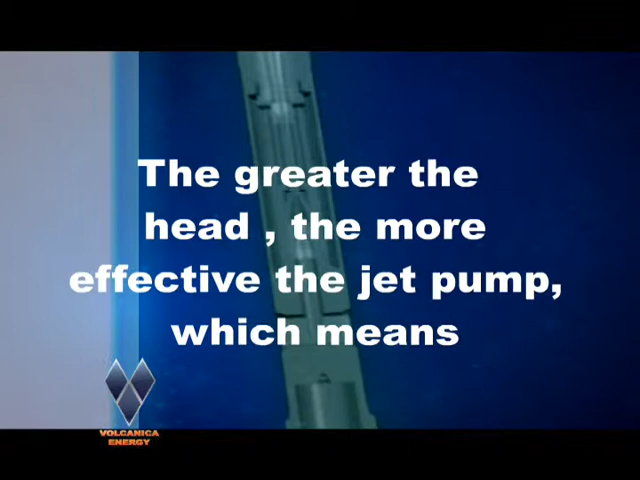 The greater the
head , the more
effective the jet pump,
which means
VOLCANICA
ENERGY